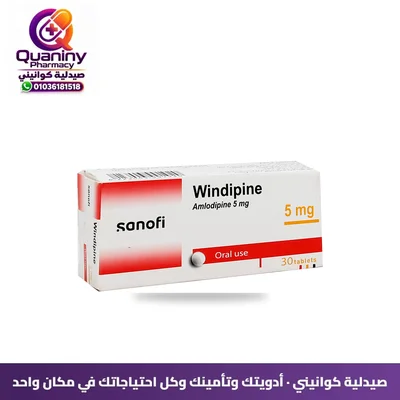 Quaniny
Pharmacy
صيدلية كوانيني
01036181518
Windipine
Amlodipine 5 mg
5 mg
sanofi
Oral use
30 tablets
Windipine
sanofi
صيدلية كوانيني · أدويتك وتأمينك وكل احتياجاتك في مكان واحد